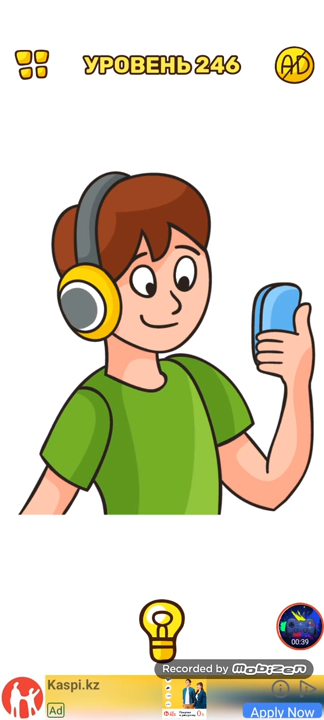 УРОВЕНЬ 246
AD
00:39
Recorded by MOBIZEN
Kaspi.kz
Ad
Apply Now